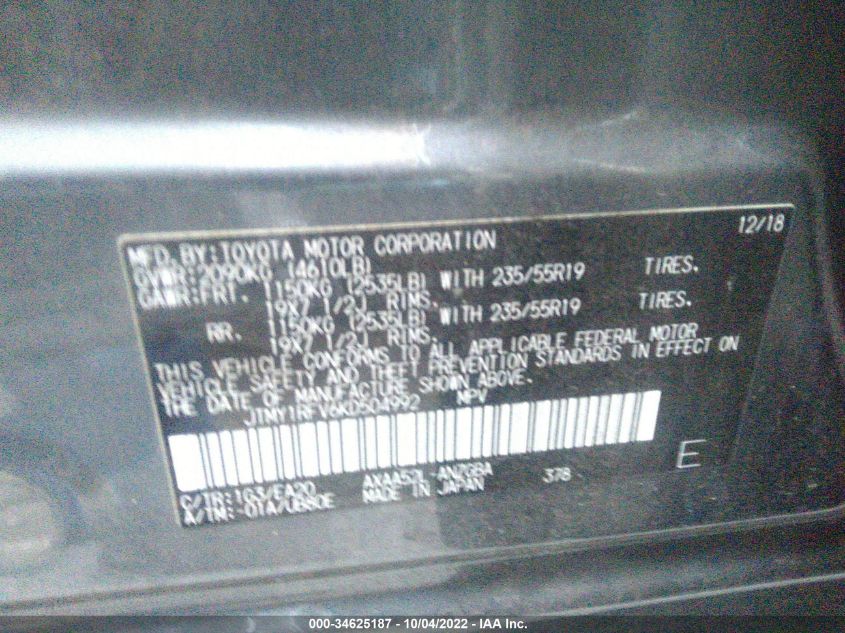 12/18
MFD. BY: TOYOTA MOTOR CORPORATION
GVWR: 2090KG (4610LB)
GAWR: FRT. 1150KG (2535LB) WITH 235/55R19 TIRES.
19X7 1/2J RIMS.
RR. 1150KG (2535LB) WITH 235/55R19 TIRES.
19X7 1/2J RIMS.
THIS VEHICLE CONFORMS TO ALL APPLICABLE FEDERAL MOTOR
VEHICLE SAFETY AND THEFT PREVENTION STANDARDS IN EFFECT ON
THE DATE OF MANUFACTURE SHOWN ABOVE.
JTMY1RFV6KD504992 MPV
E
C/TR: 1G3/EA20 AXAA52L-ANZGBA 378
A/TM: -01A/UB80E MADE IN JAPAN
000-34625187 - 10/04/2022 - IAA Inc.